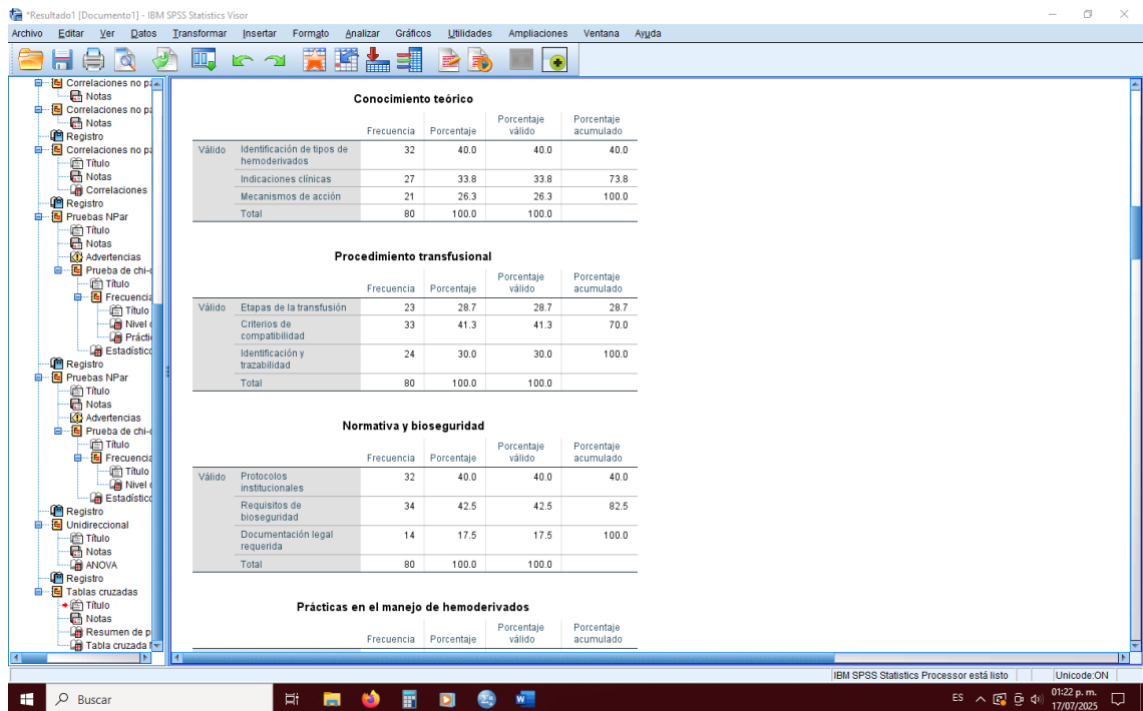 *Resultado1 [Documento1] - IBM SPSS Statistics Visor
Archivo Editar Ver Datos Transformar Insertar Formato Analizar Gráficos Utilidades Ampliaciones Ventana Ayuda
Correlaciones no pa
Notas
Correlaciones no pa
Notas
Registro
Correlaciones no pa
Título
Notas
Correlaciones
Registro
Pruebas NPar
Título
Notas
Advertencias
Prueba de chi-c
Título
Frecuencia
Título
Nivel
Práctic
Estadístico
Registro
Pruebas NPar
Título
Notas
Advertencias
Prueba de chi-c
Título
Frecuencia
Título
Nivel
Estadístico
Registro
Unidireccional
Título
Notas
ANOVA
Registro
Tablas cruzadas
Título
Notas
Resumen de p
Tabla cruzada
Conocimiento teórico
Frecuencia Porcentaje Porcentaje válido Porcentaje acumulado
Válido Identificación de tipos de hemoderivados 32 40.0 40.0 40.0
Indicaciones clínicas 27 33.8 33.8 73.8
Mecanismos de acción 21 26.3 26.3 100.0
Total 80 100.0 100.0
Procedimiento transfusional
Frecuencia Porcentaje Porcentaje válido Porcentaje acumulado
Válido Etapas de la transfusión 23 28.7 28.7 28.7
Criterios de compatibilidad 33 41.3 41.3 70.0
Identificación y trazabilidad 24 30.0 30.0 100.0
Total 80 100.0 100.0
Normativa y bioseguridad
Frecuencia Porcentaje Porcentaje válido Porcentaje acumulado
Válido Protocolos institucionales 32 40.0 40.0 40.0
Requisitos de bioseguridad 34 42.5 42.5 82.5
Documentación legal requerida 14 17.5 17.5 100.0
Total 80 100.0 100.0
Prácticas en el manejo de hemoderivados
Frecuencia Porcentaje Porcentaje válido Porcentaje acumulado
IBM SPSS Statistics Processor está listo Unicode:ON
Buscar
ES
01:22 p. m.
17/07/2025